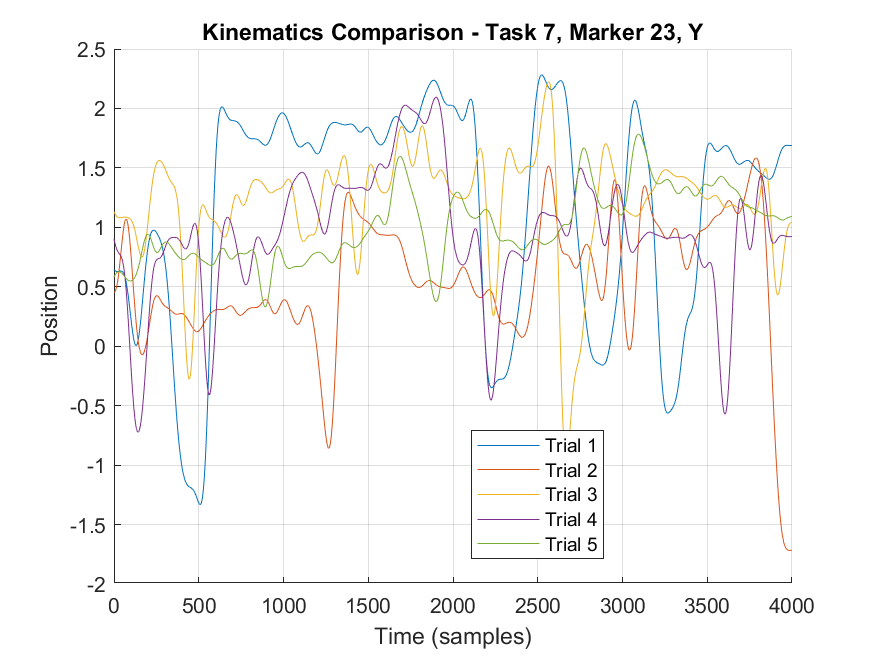 Kinematics Comparison - Task 7, Marker 23, Y
2.5
2
1.5
1
0.5
0
-0.5
-1
-1.5
-2
Position
Trial 1
Trial 2
Trial 3
Trial 4
Trial 5
0 500 1000 1500 2000 2500 3000 3500 4000
Time (samples)